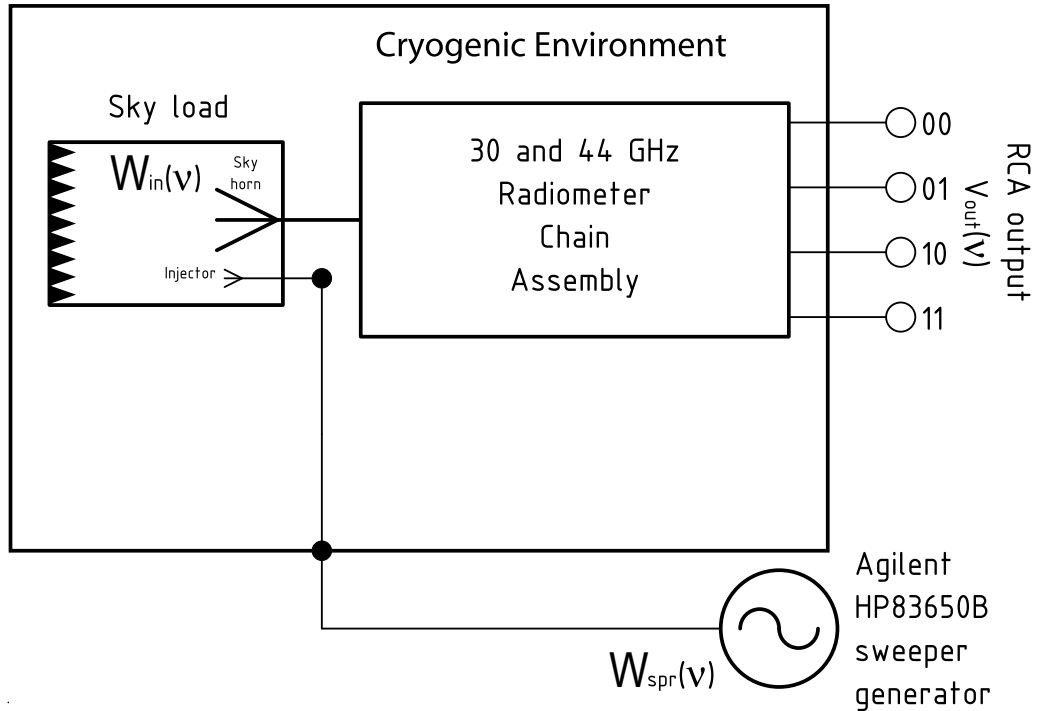 Cryogenic Environment
Sky load
Win(ν)
Sky
horn
Injector
30 and 44 GHz
Radiometer
Chain
Assembly
00
01
10
11
RCA output
Vout(ν)
Wspr(ν)
Agilent
HP83650B
sweeper
generator